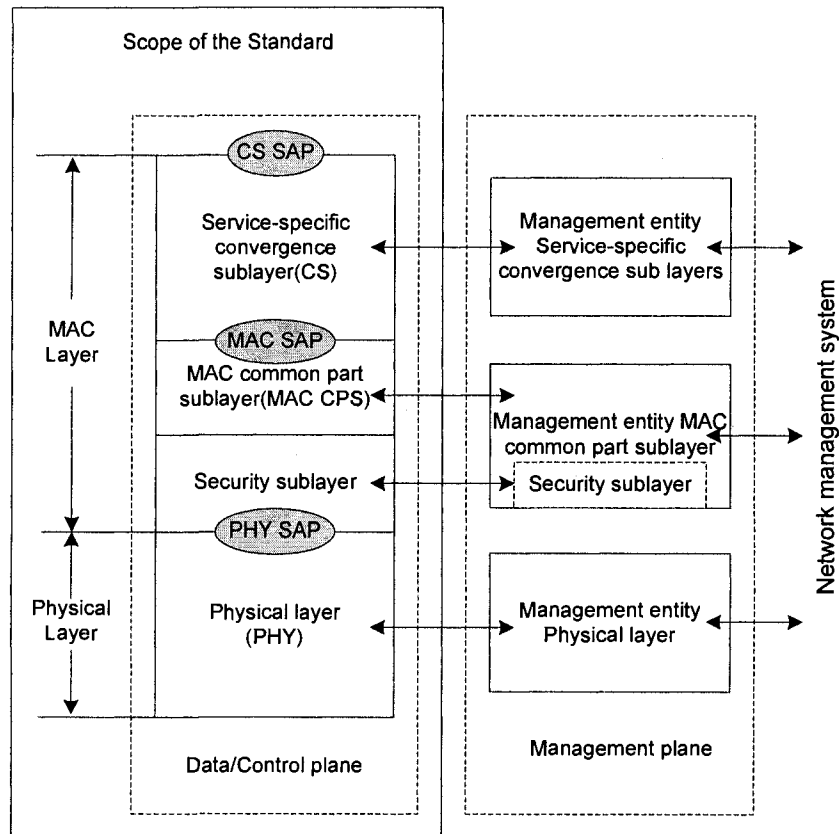 Scope of the Standard
CS SAP
Service-specific
convergence
sublayer(CS)
MAC SAP
MAC common part
sublayer(MAC CPS)
Security sublayer
PHY SAP
Physical layer
(PHY)
Data/Control plane
MAC
Layer
Physical
Layer
Management entity
Service-specific
convergence sub layers
Management entity MAC
common part sublayer
Security sublayer
Management entity
Physical layer
Management plane
Network management system